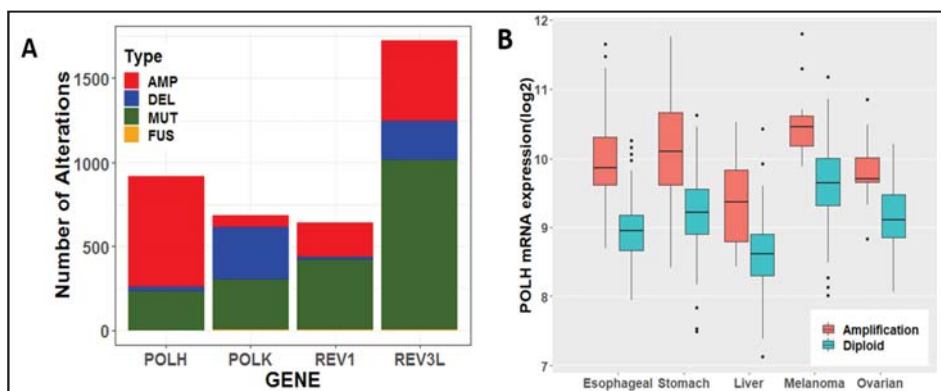 A
Type
AMP
DEL
MUT
FUS
Number of Alterations
1500
1000
500
0
POLH POLK REV1 REV3L
GENE
B
POLH mRNA expression(log2)
12
11
10
9
8
7
Amplification
Diploid
Esophageal Stomach Liver Melanoma Ovarian